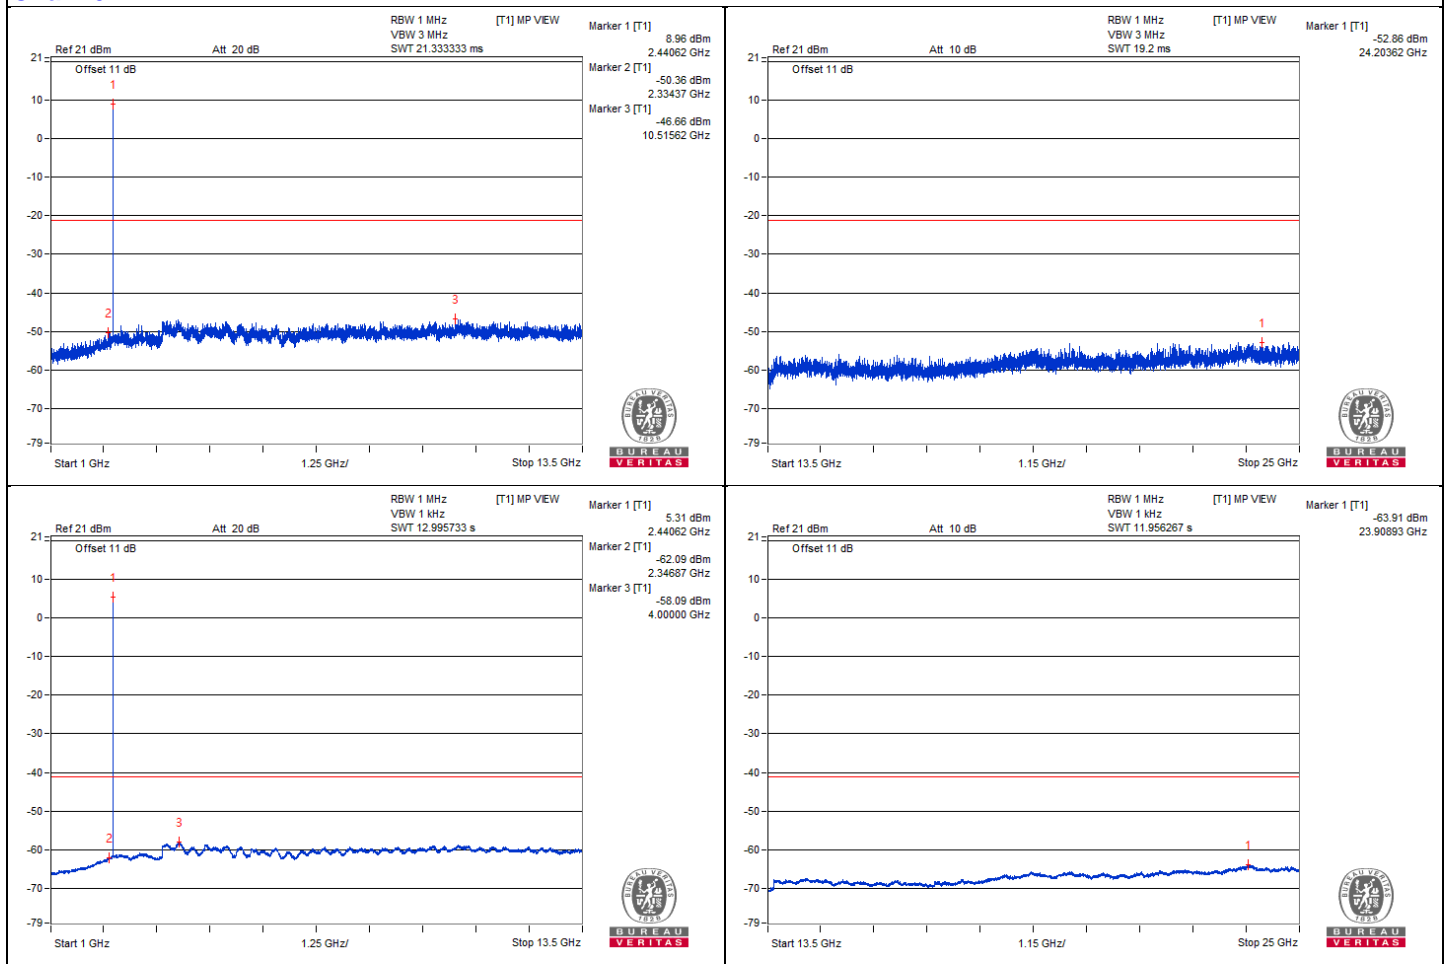 RBW 1 MHz [T1] MP VIEW
VBW 3 MHz
Ref 21 dBm Att 20 dB SWT 21.333333 ms
Marker 1 [T1]
8.96 dBm
2.44062 GHz
Marker 2 [T1]
-50.36 dBm
2.33437 GHz
Marker 3 [T1]
-46.66 dBm
10.51562 GHz
21
Offset 11 dB
1
10
0
-10
-20
-30
-40
3
2
-50
-60
-70
-79
Start 1 GHz 1.25 GHz/ Stop 13.5 GHz
BUREAU VERITAS
1828
BUREAU
VERITAS
RBW 1 MHz [T1] MP VIEW
VBW 3 MHz
Ref 21 dBm Att 10 dB SWT 19.2 ms
Marker 1 [T1]
-52.86 dBm
24.20362 GHz
21
Offset 11 dB
10
0
-10
-20
-30
-40
1
-50
-60
-70
-79
Start 13.5 GHz 1.15 GHz/ Stop 25 GHz
BUREAU VERITAS
1828
BUREAU
VERITAS
RBW 1 MHz [T1] MP VIEW
VBW 1 kHz
Ref 21 dBm Att 20 dB SWT 12.995733 s
Marker 1 [T1]
5.31 dBm
2.44062 GHz
Marker 2 [T1]
-62.09 dBm
2.34687 GHz
Marker 3 [T1]
-58.09 dBm
4.00000 GHz
21
Offset 11 dB
1
10
0
-10
-20
-30
-40
-50
3
2
-60
-70
-79
Start 1 GHz 1.25 GHz/ Stop 13.5 GHz
BUREAU VERITAS
1828
BUREAU
VERITAS
RBW 1 MHz [T1] MP VIEW
VBW 1 kHz
Ref 21 dBm Att 10 dB SWT 11.956267 s
Marker 1 [T1]
-63.91 dBm
23.90893 GHz
21
Offset 11 dB
10
0
-10
-20
-30
-40
-50
1
-60
-70
-79
Start 13.5 GHz 1.15 GHz/ Stop 25 GHz
BUREAU VERITAS
1828
BUREAU
VERITAS